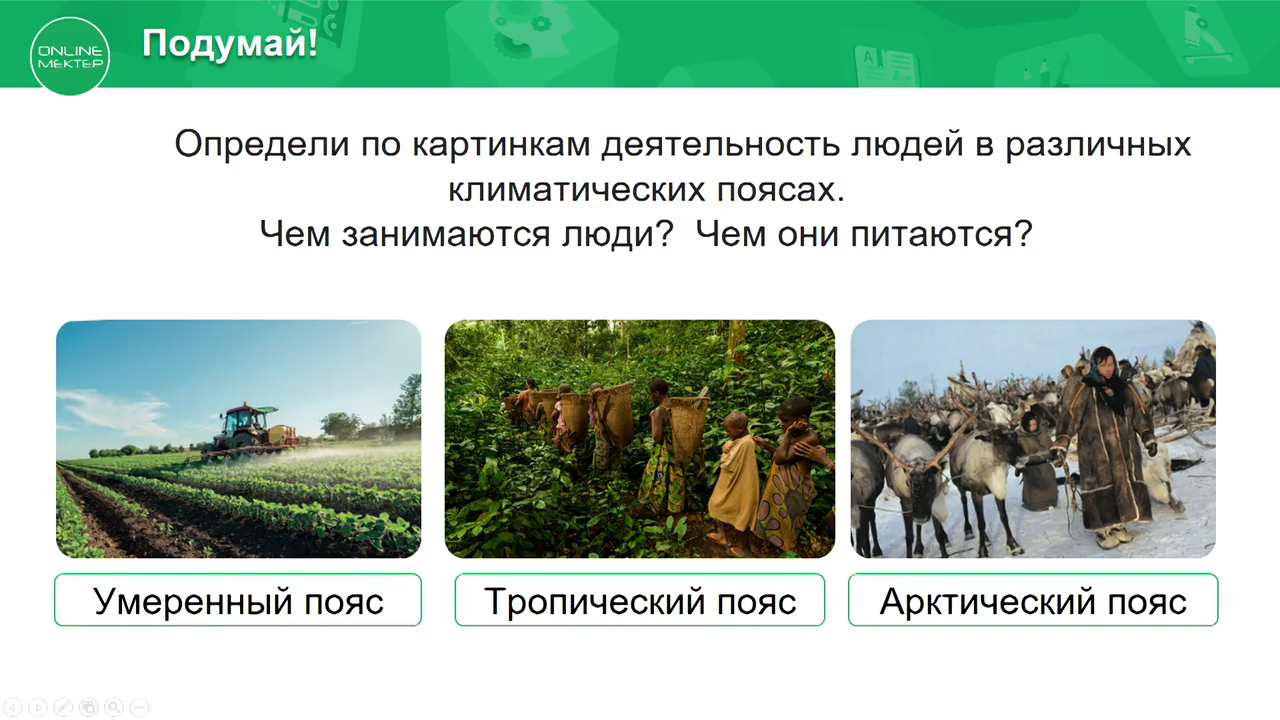 ONLINE
МЕКТЕР
Подумай!
Определи по картинкам деятельность людей в различных
климатических поясах.
Чем занимаются люди?  Чем они питаются?
Умеренный пояс
Тропический пояс
Арктический пояс